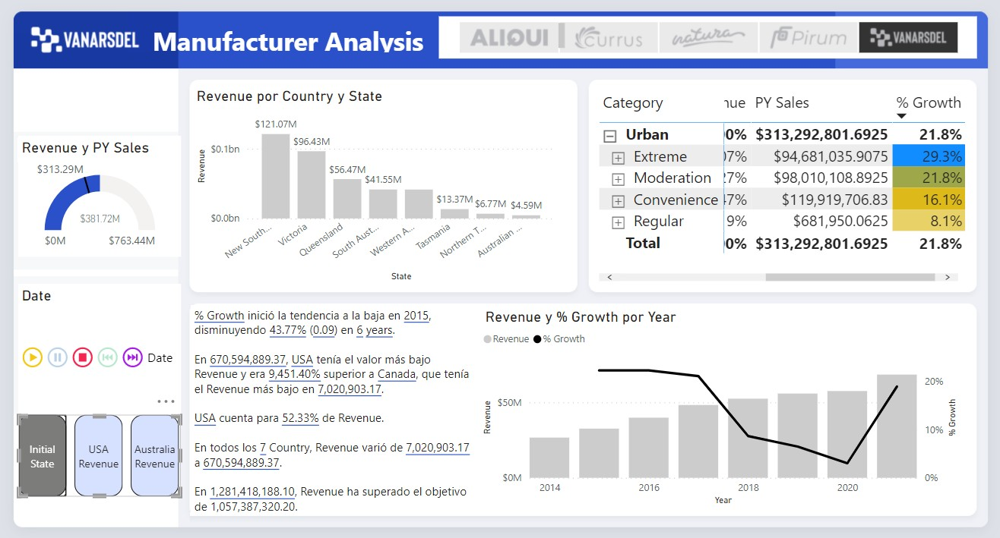 VANARSDEL
Manufacturer Analysis
ALIQUI
Currus
natura
Pirum
VANARSDEL
Revenue y PY Sales
$313.29M
$381.72M
$0M
$763.44M
Date
Date
Initial
State
USA
Revenue
Australia
Revenue
Revenue por Country y State
$121.07M
$96.43M
$56.47M
$41.55M
$13.37M
$6.77M
$4.59M
Revenue
$0.1bn
$0.0bn
New South...
Victoria
Queensland
South Aust...
Western A...
Tasmania
Northern T...
Australian ...
State
Category nue PY Sales % Growth
Urban 00% $313,292,801.6925 21.8%
Extreme 07% $94,681,035.9075 29.3%
Moderation 27% $98,010,108.8925 21.8%
Convenience 47% $119,919,706.83 16.1%
Regular 9% $681,950.0625 8.1%
Total 00% $313,292,801.6925 21.8%
% Growth inició la tendencia a la baja en 2015,
disminuyendo 43.77% (0.09) en 6 years.
En 670,594,889.37, USA tenía el valor más bajo
Revenue y era 9,451.40% superior a Canada, que tenía
el Revenue más bajo en 7,020,903.17.
USA cuenta para 52.33% de Revenue.
En todos los 7 Country, Revenue varió de 7,020,903.17
a 670,594,889.37.
En 1,281,418,188.10, Revenue ha superado el objetivo
de 1,057,387,320.20.
Revenue y % Growth por Year
Revenue % Growth
Revenue
$50M
$0M
20%
10%
0%
% Growth
2014
2016
2018
2020
Year